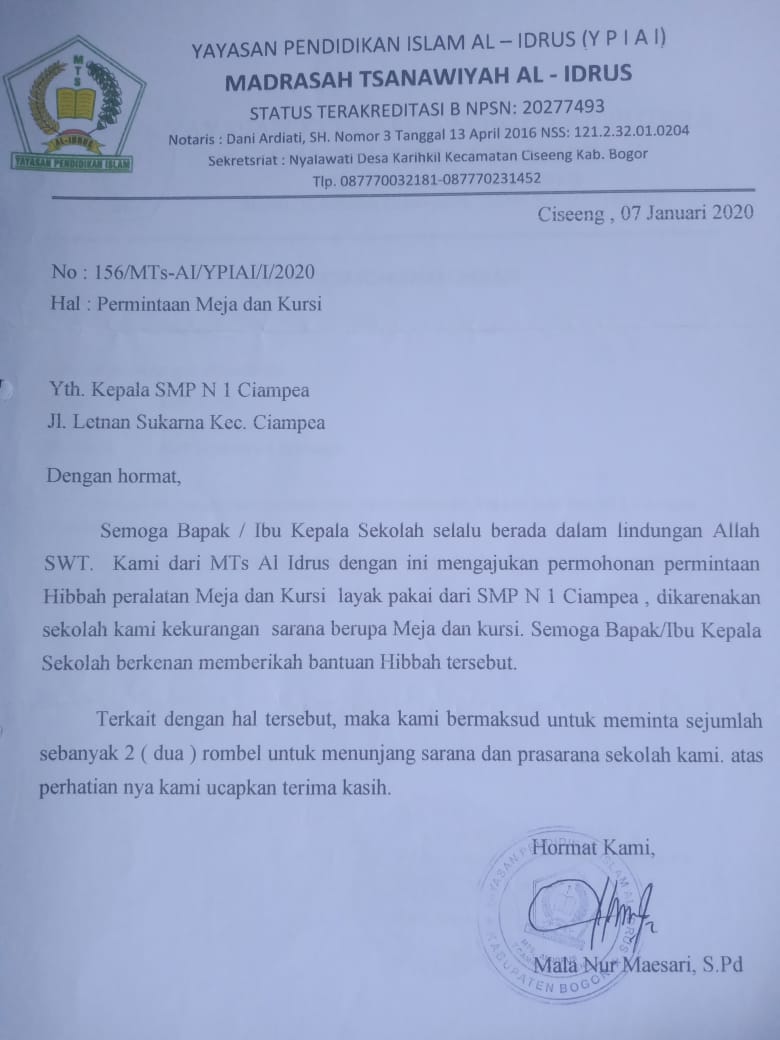 YAYASAN PENDIDIKAN ISLAM AL – IDRUS (Y P I A I)
MADRASAH TSANAWIYAH AL - IDRUS
STATUS TERAKREDITASI B NPSN: 20277493
Notaris : Dani Ardiati, SH. Nomor 3 Tanggal 13 April 2016 NSS: 121.2.32.01.0204
Sekretsriat : Nyalawati Desa Karihkil Kecamatan Ciseeng Kab. Bogor
Tlp. 087770032181-087770231452
MTS
AL-IDRUS
YAYASAN PENDIDIKAN ISLAM
Ciseeng , 07 Januari 2020
No : 156/MTs-AI/YPIAI/I/2020
Hal : Permintaan Meja dan Kursi
Yth. Kepala SMP N 1 Ciampea
Jl. Letnan Sukarna Kec. Ciampea
Dengan hormat,
Semoga Bapak / Ibu Kepala Sekolah selalu berada dalam lindungan Allah
SWT. Kami dari MTs Al Idrus dengan ini mengajukan permohonan permintaan
Hibbah peralatan Meja dan Kursi layak pakai dari SMP N 1 Ciampea , dikarenakan
sekolah kami kekurangan sarana berupa Meja dan kursi. Semoga Bapak/Ibu Kepala
Sekolah berkenan memberikah bantuan Hibbah tersebut.
Terkait dengan hal tersebut, maka kami bermaksud untuk meminta sejumlah
sebanyak 2 ( dua ) rombel untuk menunjang sarana dan prasarana sekolah kami. atas
perhatian nya kami ucapkan terima kasih.
Hormat Kami,
YAYASAN PENDIDIKAN ISLAM AL IDRUS
KABUPATEN BOGOR
Mala Nur Maesari, S.Pd